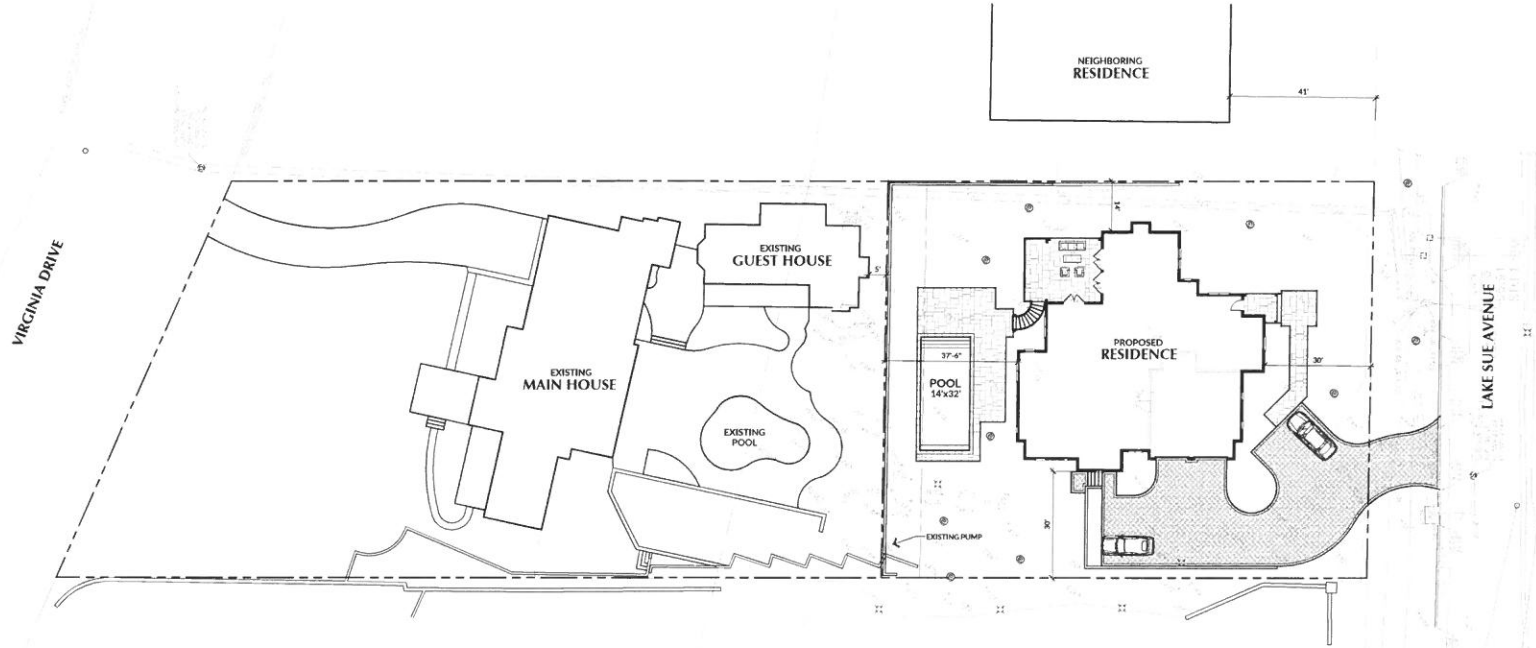 NEIGHBORING
RESIDENCE
41'
VIRGINIA DRIVE
EXISTING
GUEST HOUSE
5'
EXISTING
MAIN HOUSE
EXISTING
POOL
37'-6"
POOL
14'x32'
PROPOSED
RESIDENCE
30'
LAKE SUE AVENUE
30'
EXISTING PUMP